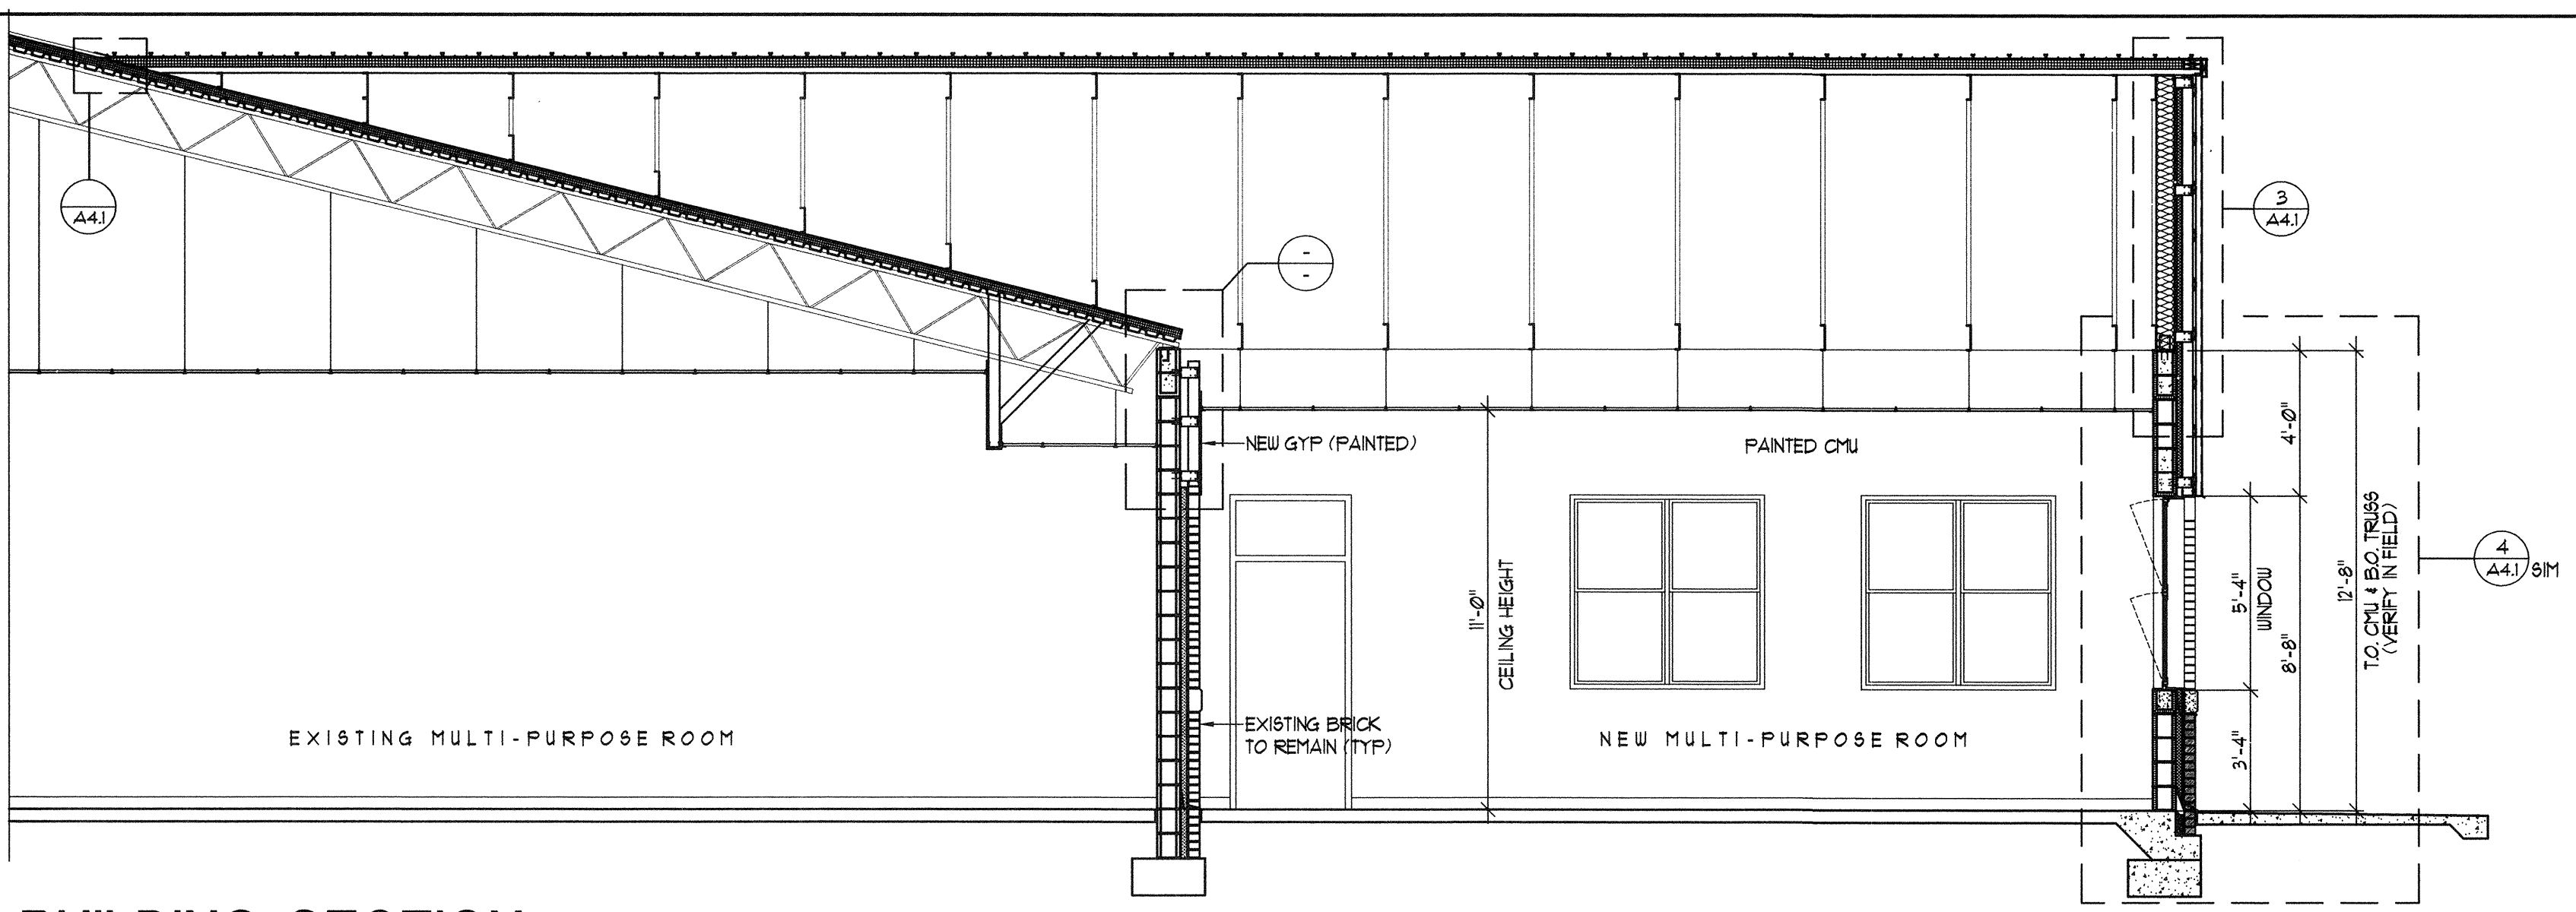 A4.1
-
-
3
A4.1
NEW GYP (PAINTED)
PAINTED CMU
4'-0"
11'-0"
CEILING HEIGHT
5'-4"
WINDOW
8'-8"
12'-8"
T.O. CMU & B.O. TRUSS
(VERIFY IN FIELD)
4
A4.1
SIM
EXISTING BRICK
TO REMAIN (TYP)
EXISTING MULTI-PURPOSE ROOM
NEW MULTI-PURPOSE ROOM
3'-4"
BUILDING SECTION